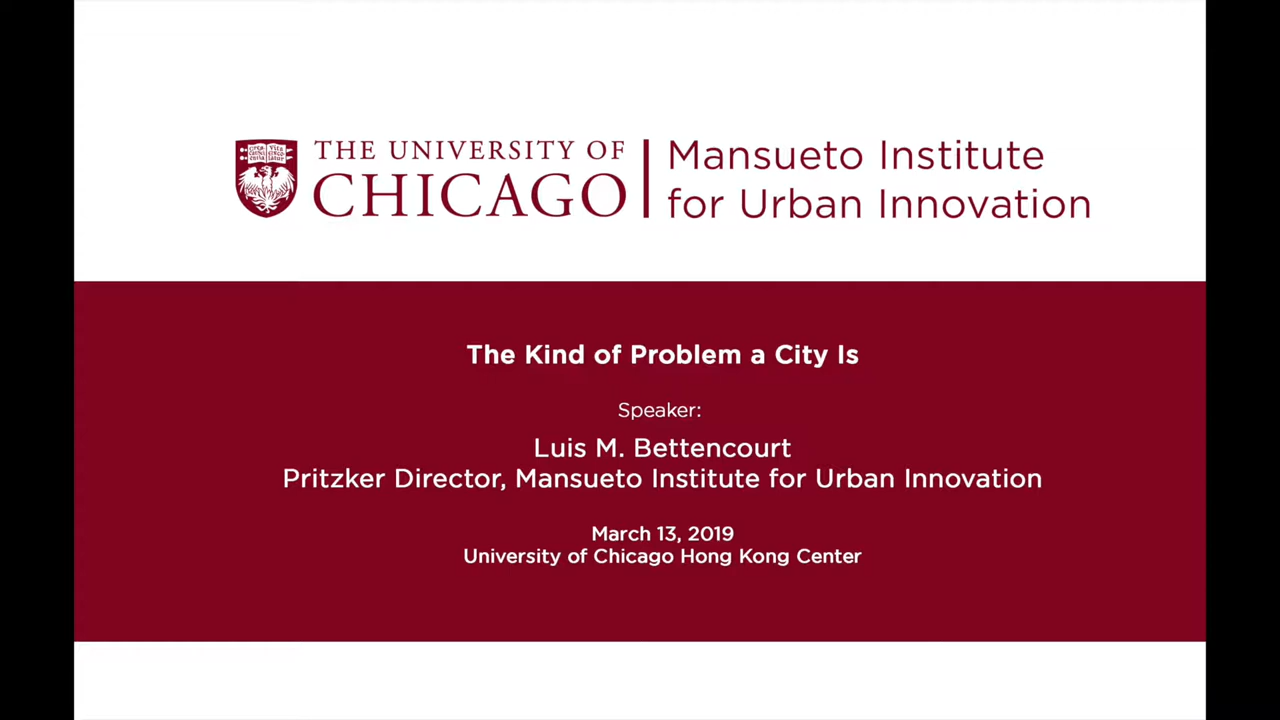 THE UNIVERSITY OF
CHICAGO
Mansueto Institute
for Urban Innovation
The Kind of Problem a City Is
Speaker:
Luis M. Bettencourt
Pritzker Director, Mansueto Institute for Urban Innovation
March 13, 2019
University of Chicago Hong Kong Center